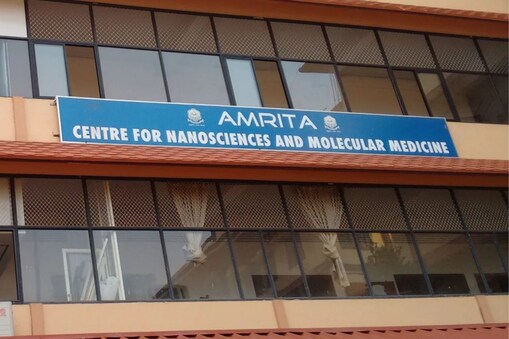 AMRITA
CENTRE FOR NANOSCIENCES AND MOLECULAR MEDICINE